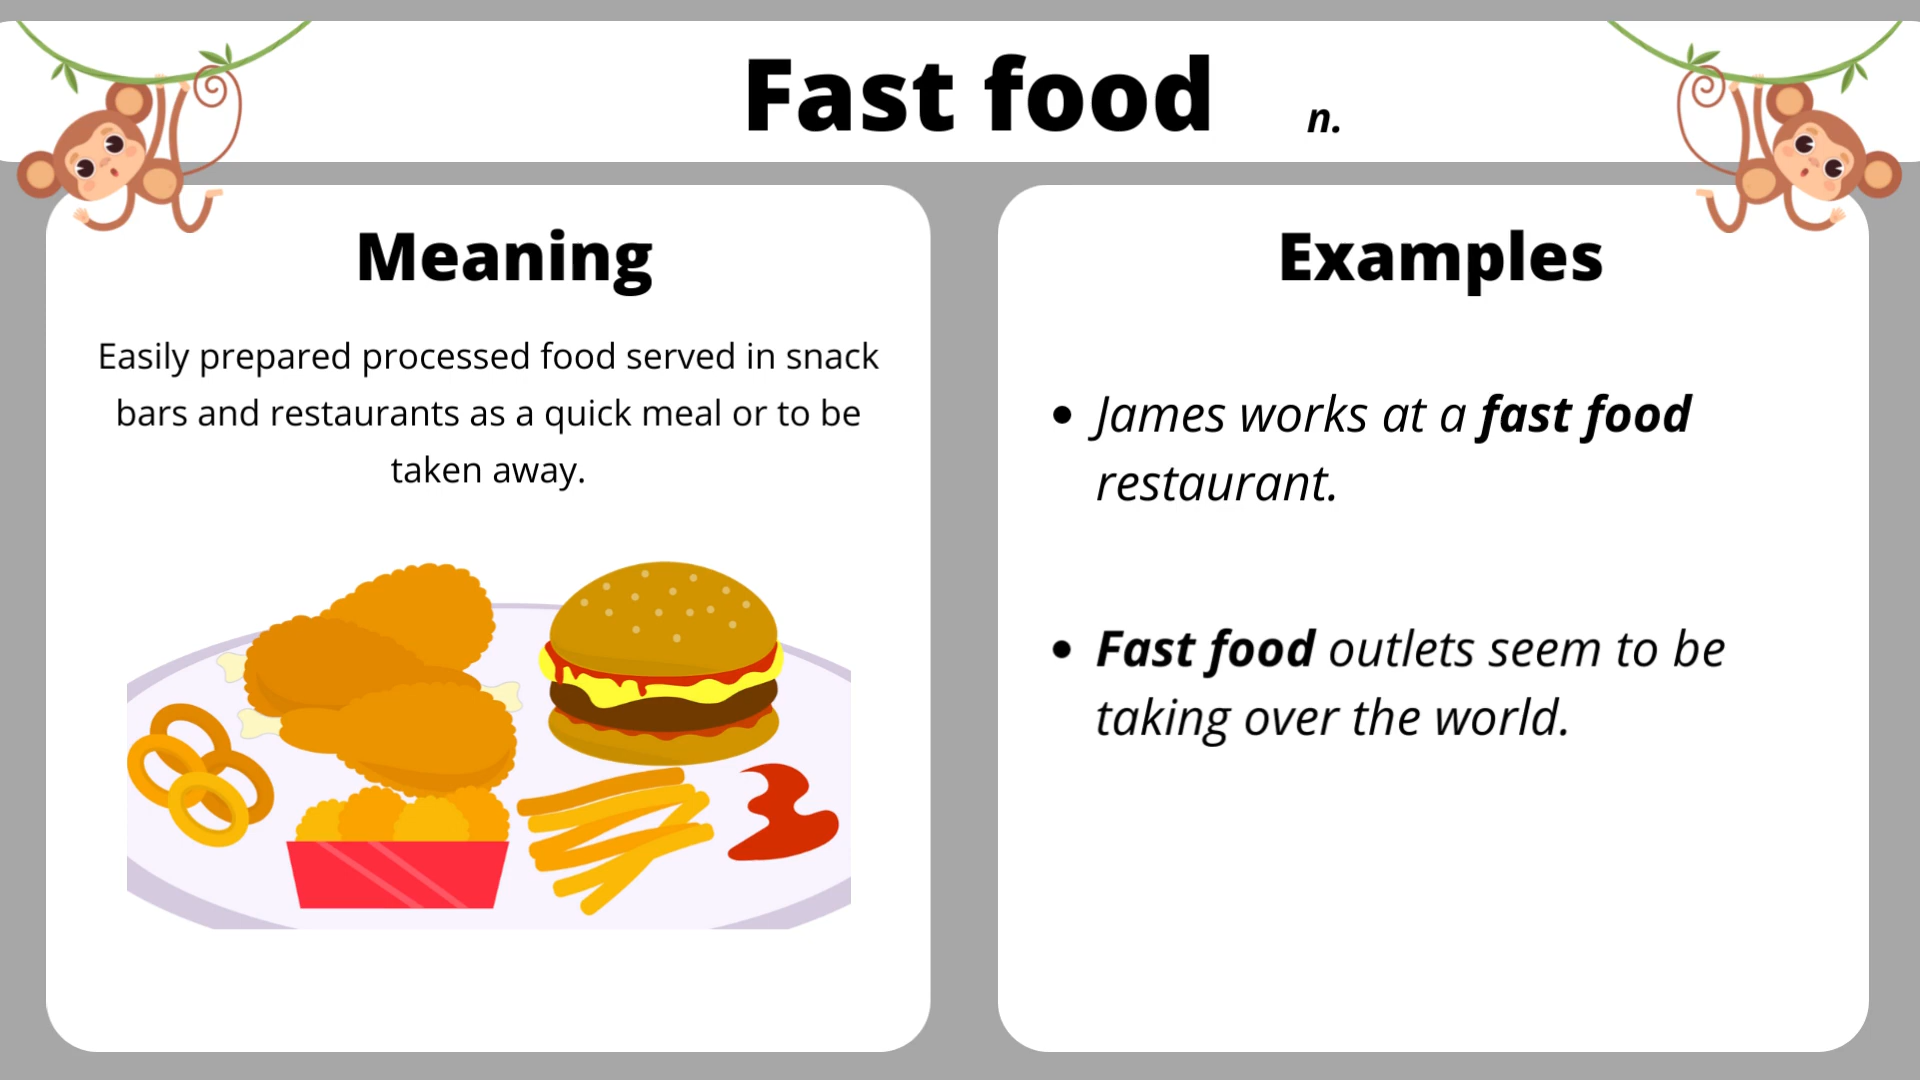 Fast food n.
Meaning
Easily prepared processed food served in snack
bars and restaurants as a quick meal or to be
taken away.
Examples
• James works at a fast food
restaurant.
• Fast food outlets seem to be
taking over the world.